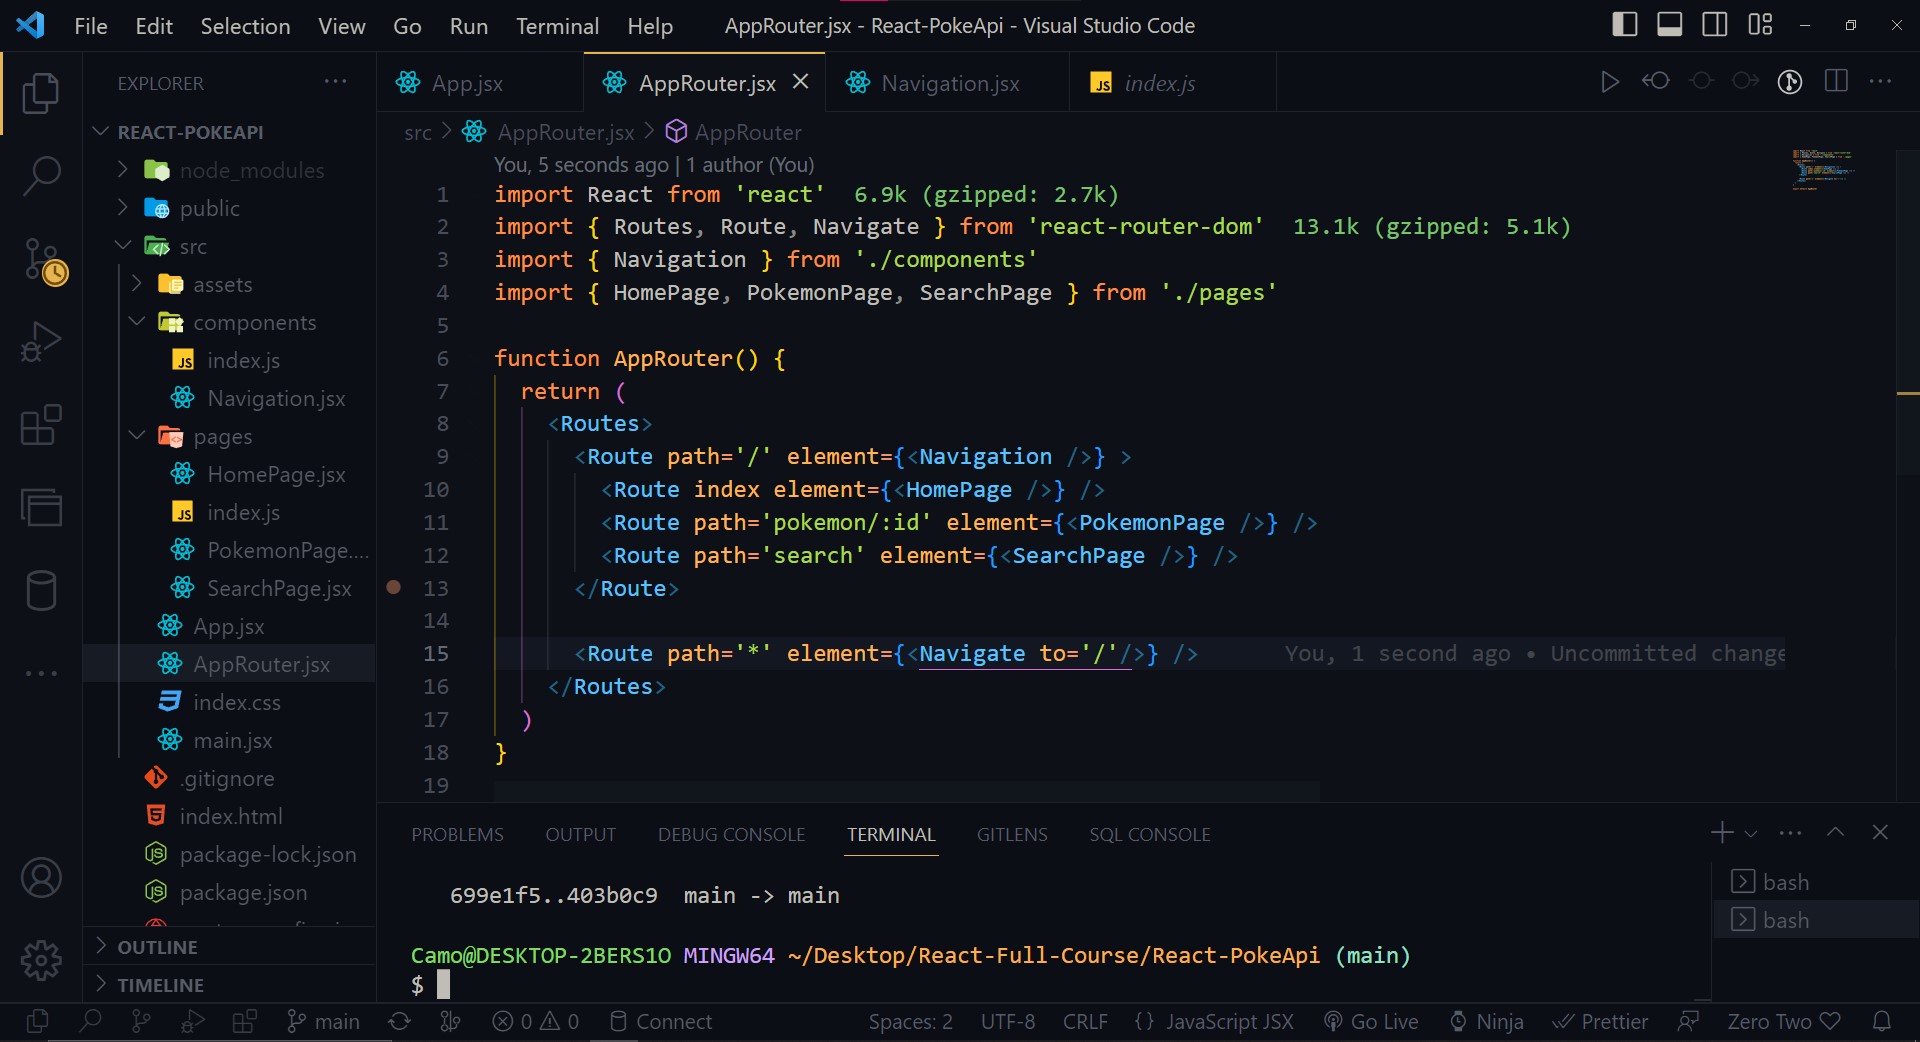 File Edit Selection View Go Run Terminal Help AppRouter.jsx - React-PokeApi - Visual Studio Code
EXPLORER
REACT-POKEAPI
node_modules
public
src
assets
components
index.js
Navigation.jsx
pages
HomePage.jsx
index.js
PokemonPage....
SearchPage.jsx
App.jsx
AppRouter.jsx
index.css
main.jsx
.gitignore
index.html
package-lock.json
package.json
OUTLINE
TIMELINE
App.jsx AppRouter.jsx Navigation.jsx index.js
src > AppRouter.jsx > AppRouter
You, 5 seconds ago | 1 author (You)
1 import React from 'react' 6.9k (gzipped: 2.7k)
2 import { Routes, Route, Navigate } from 'react-router-dom' 13.1k (gzipped: 5.1k)
3 import { Navigation } from './components'
4 import { HomePage, PokemonPage, SearchPage } from './pages'
5
6 function AppRouter() {
7 return (
8 <Routes>
9 <Route path='/' element={<Navigation />} >
10 <Route index element={<HomePage />} />
11 <Route path='pokemon/:id' element={<PokemonPage />} />
12 <Route path='search' element={<SearchPage />} />
13 </Route>
14
15 <Route path='*' element={<Navigate to='/'/>} /> You, 1 second ago • Uncommitted change
16 </Routes>
17 )
18 }
19
PROBLEMS OUTPUT DEBUG CONSOLE TERMINAL GITLENS SQL CONSOLE
699e1f5..403b0c9 main -> main
Camo@DESKTOP-2BERS1O MINGW64 ~/Desktop/React-Full-Course/React-PokeApi (main)
$
bash
bash
main 0 0 Connect Spaces: 2 UTF-8 CRLF {} JavaScript JSX Go Live Ninja Prettier Zero Two